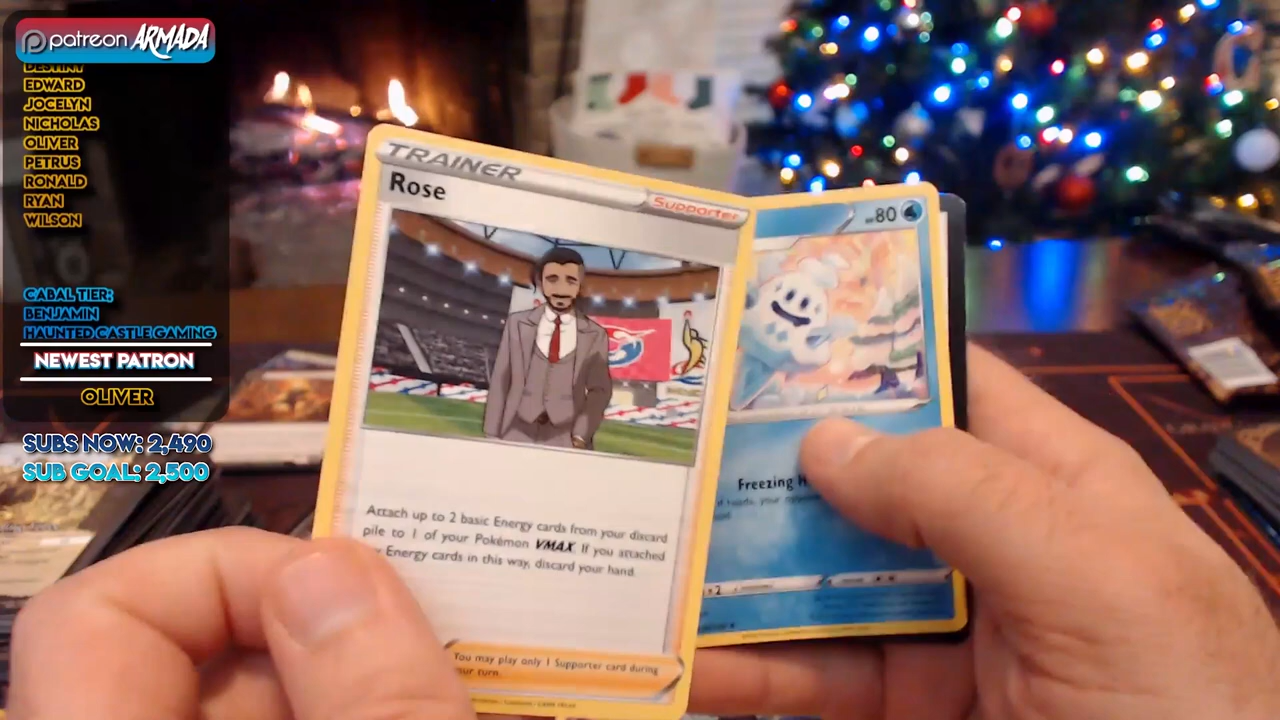 patreon ARMADA
DESTINY
EDWARD
JOCELYN
NICHOLAS
OLIVER
PETRUS
RONALD
RYAN
WILSON
CABAL TIER:
BENJAMIN
HAUNTED CASTLE GAMING
NEWEST PATRON
OLIVER
SUBS NOW: 2,490
SUB GOAL: 2,500
TRAINER
Rose
Supporter
Attach up to 2 basic Energy cards from your discard
pile to 1 of your Pokémon VMAX. If you attached
Energy cards in this way, discard your hand.
You may play only 1 Supporter card during
your turn.
HP80
Freezing
×2